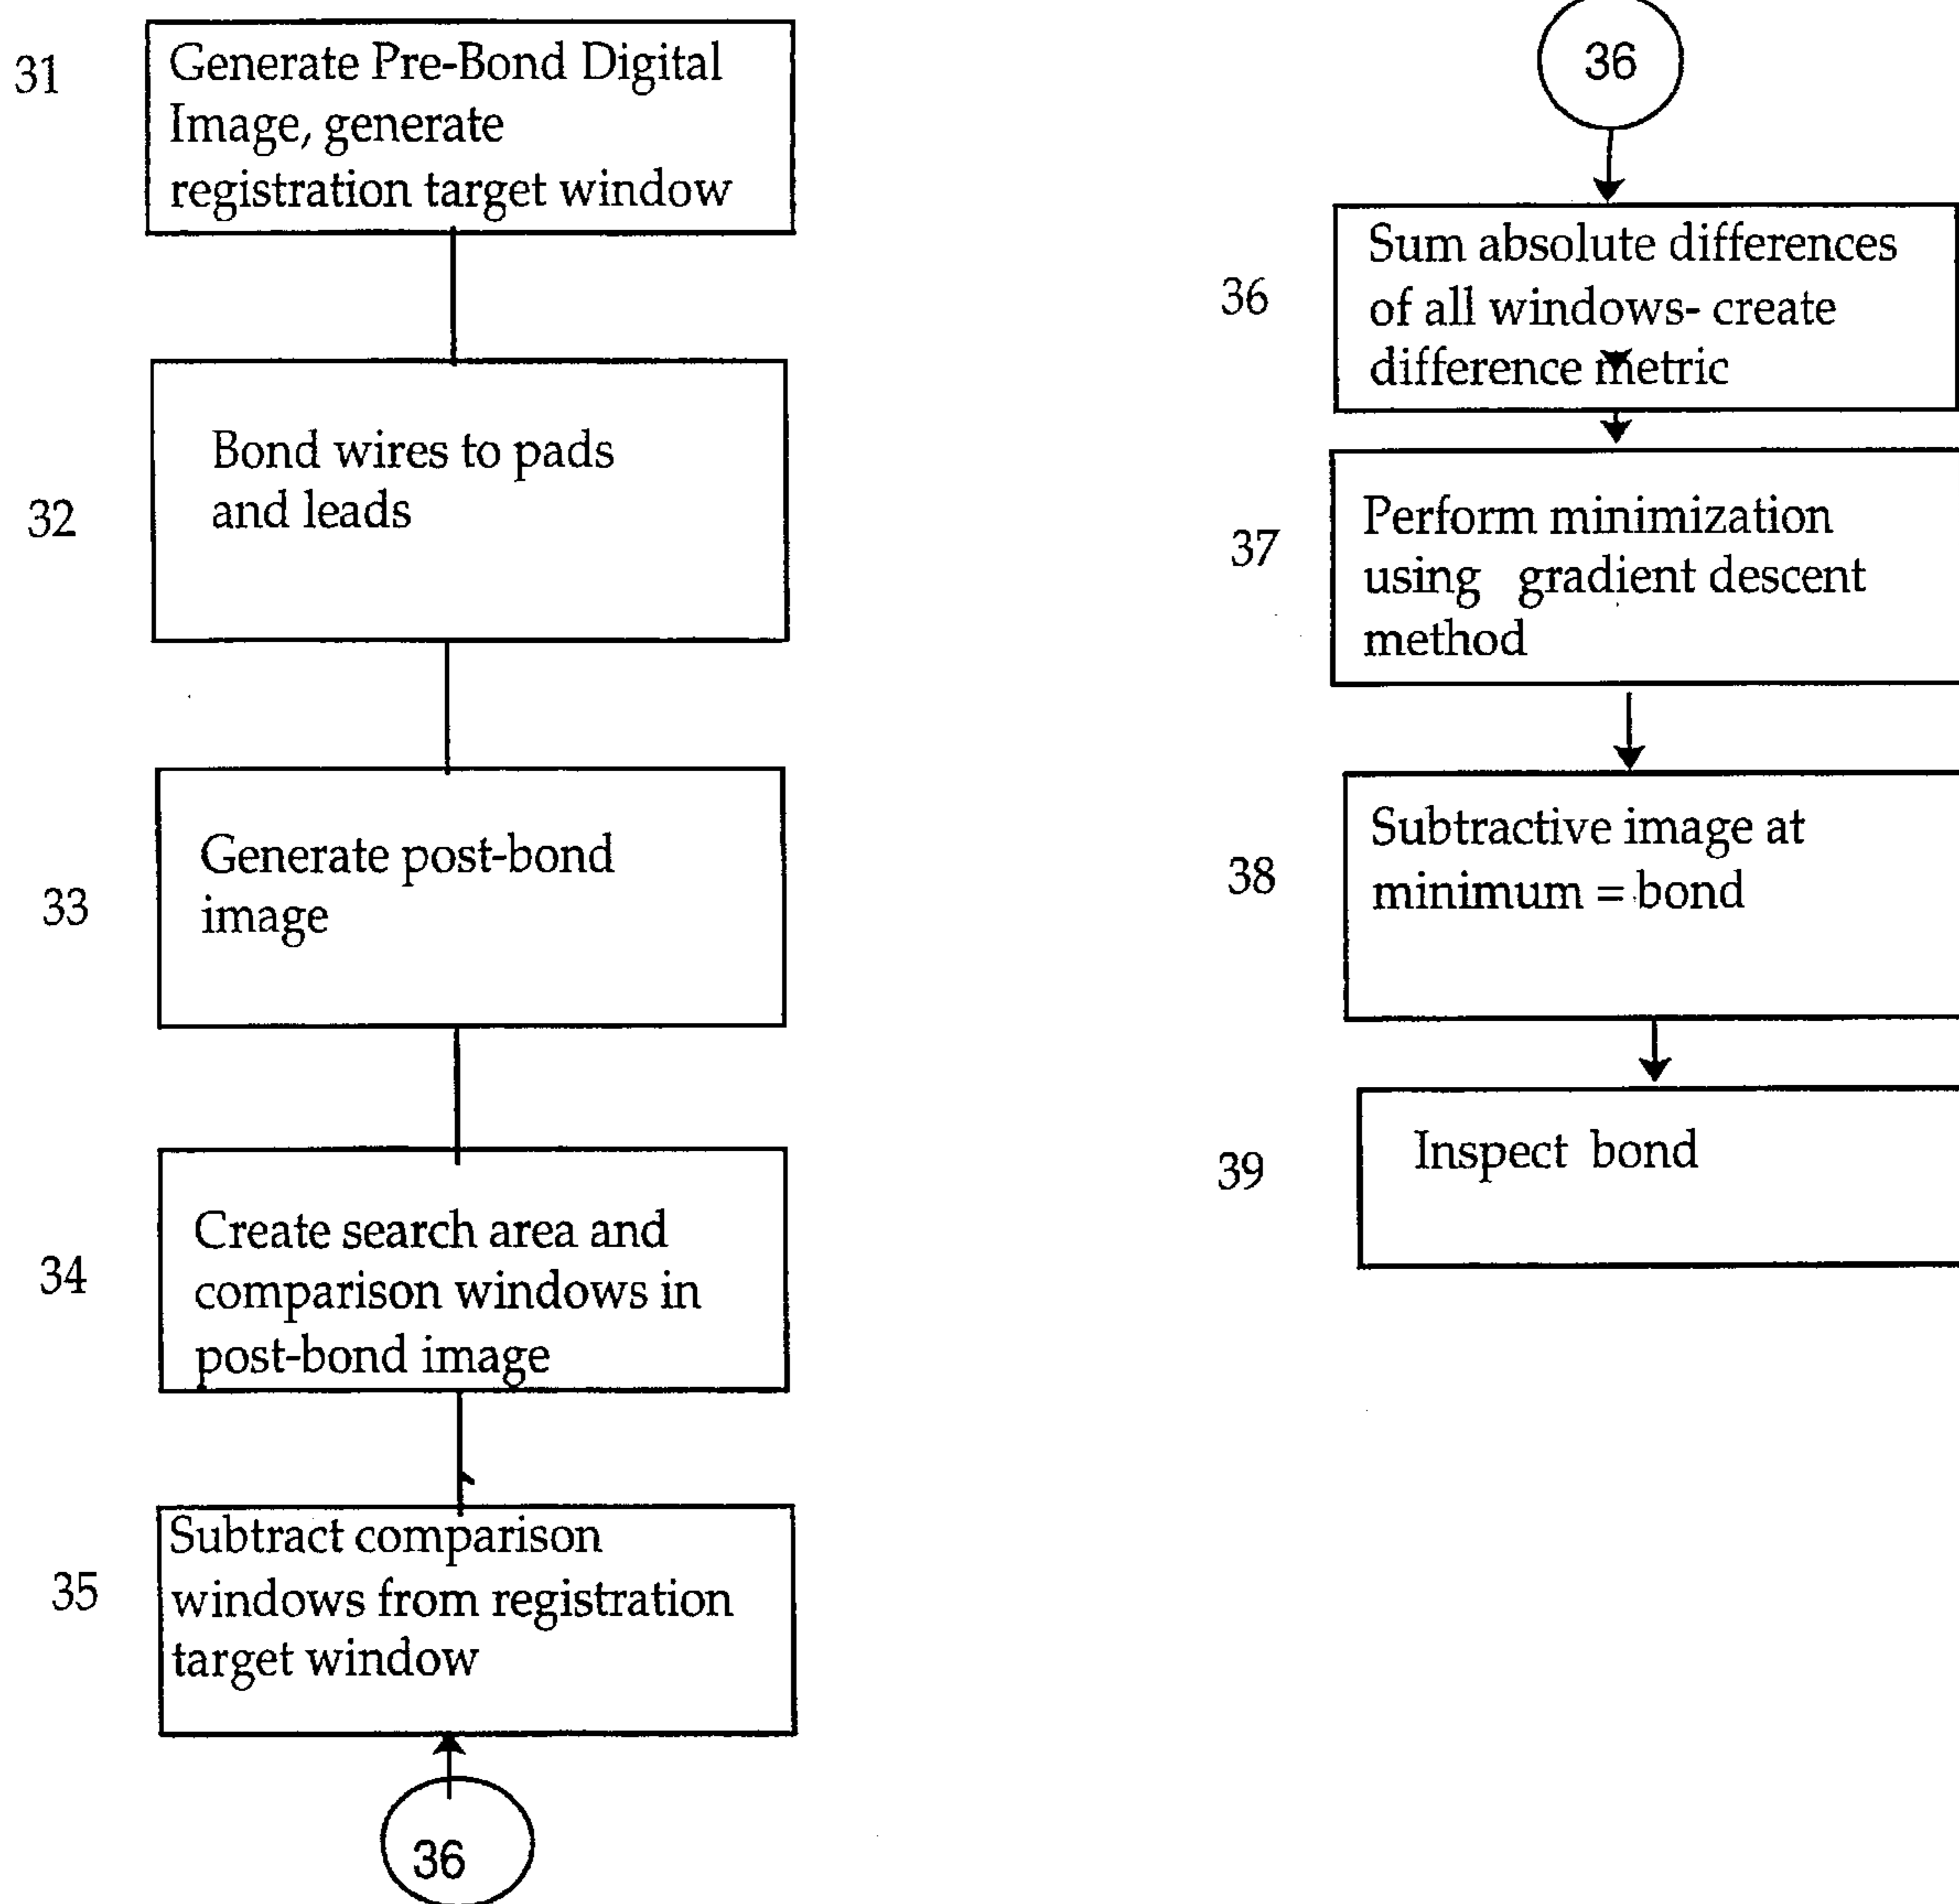 31
Generate Pre-Bond Digital
Image, generate
registration target window
32
Bond wires to pads
and leads
33
Generate post-bond
image
34
Create search area and
comparison windows in
post-bond image
35
Subtract comparison
windows from registration
target window
36
36
36
Sum absolute differences
of all windows- create
difference metric
37
Perform minimization
using gradient descent
method
38
Subtractive image at
minimum = bond
39
Inspect bond